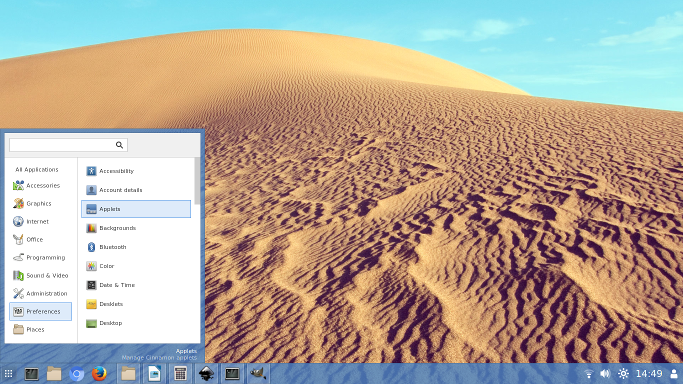 All Applications
Accessories
Graphics
Internet
Office
Programming
Sound & Video
Administration
Preferences
Places
Accessibility
Account details
Applets
Backgrounds
Bluetooth
Color
Date & Time
Desklets
Desktop
Applets
Manage Cinnamon applets
14:49